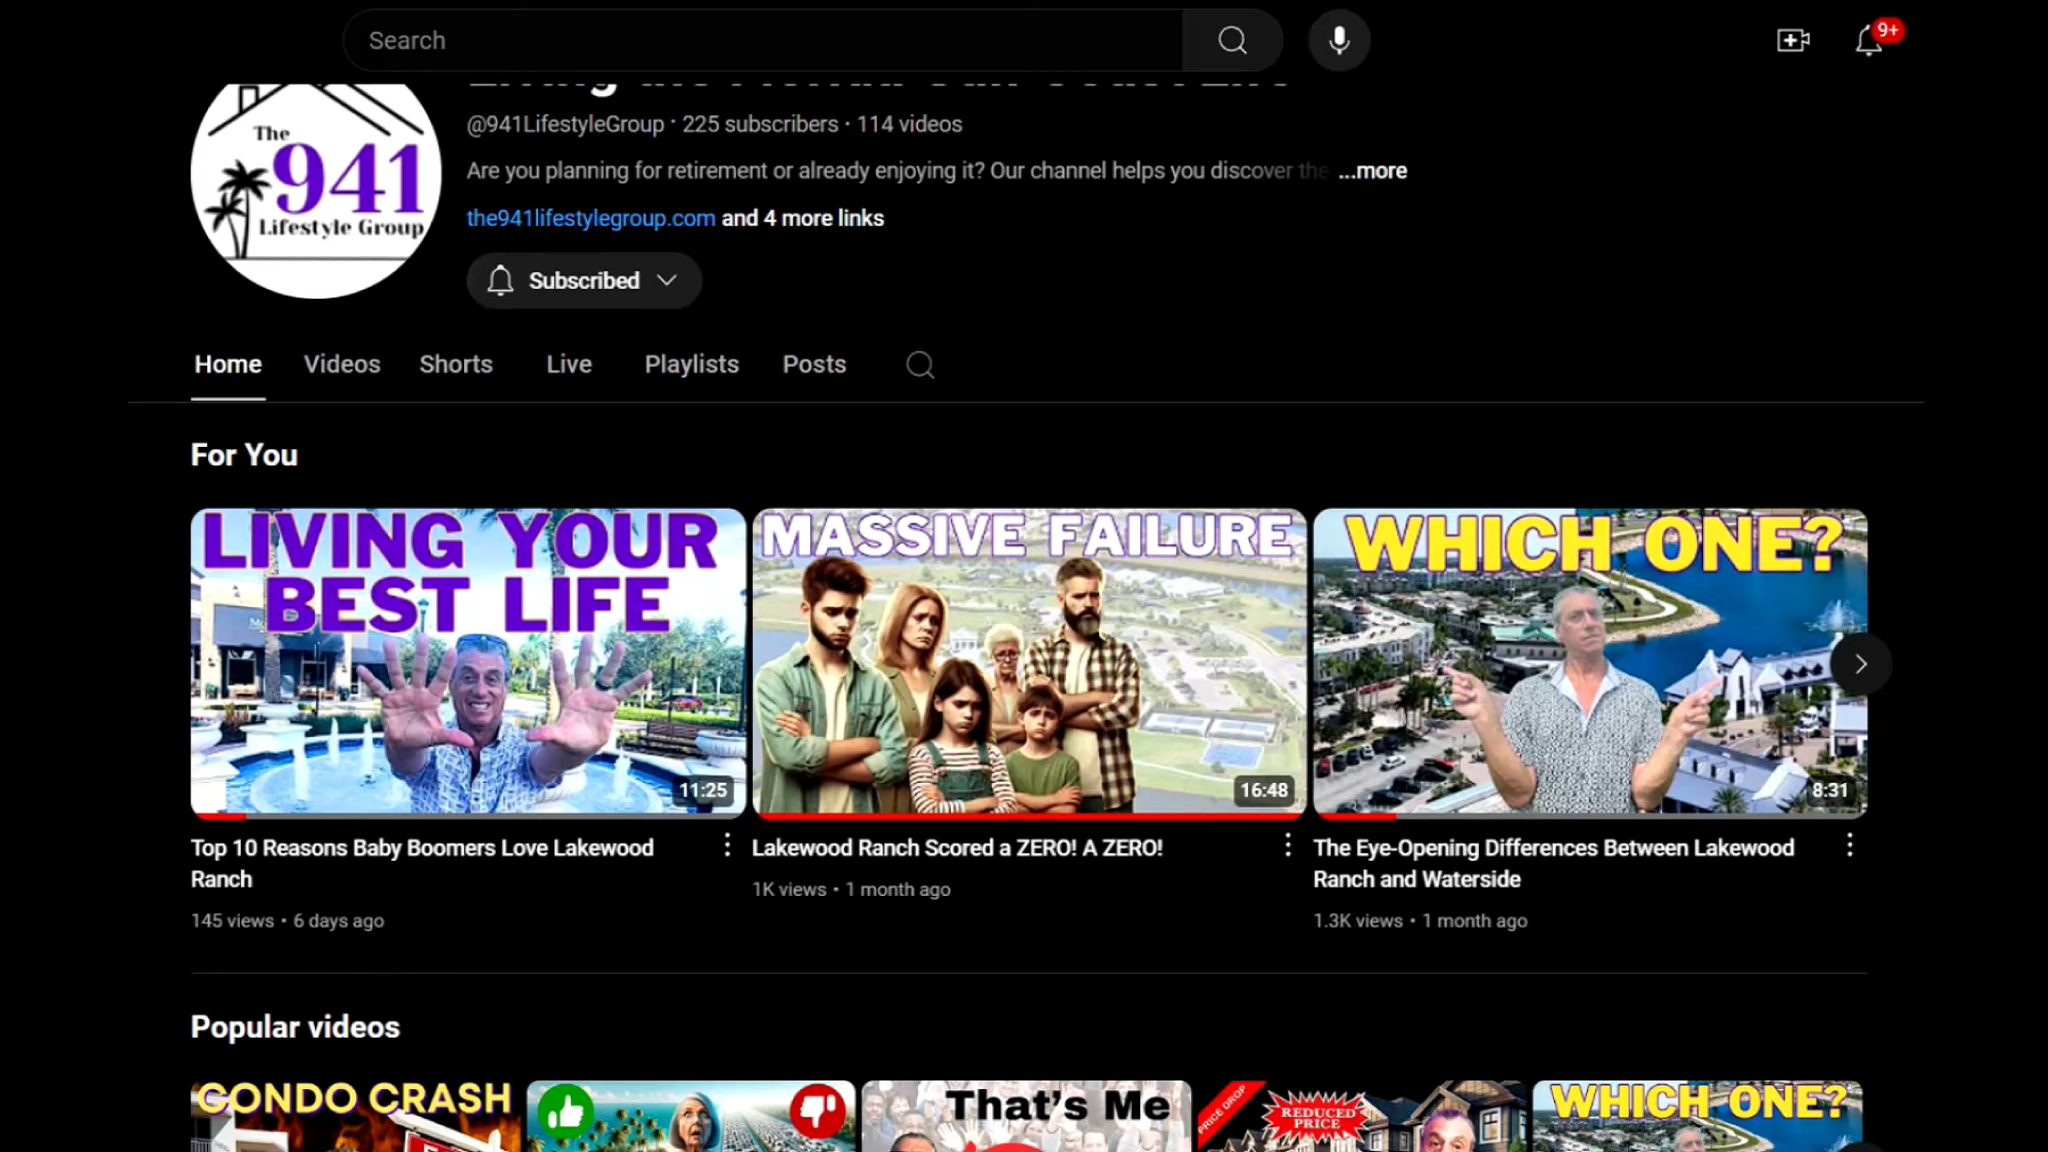 Search
9+
The
941
Lifestyle Group
@941LifestyleGroup · 225 subscribers · 114 videos
Are you planning for retirement or already enjoying it? Our channel helps you discover the ...more
the941lifestylegroup.com and 4 more links
Subscribed
Home Videos Shorts Live Playlists Posts
For You
LIVING YOUR
BEST LIFE
11:25
MASSIVE FAILURE
16:48
WHICH ONE?
8:31
Top 10 Reasons Baby Boomers Love Lakewood
Ranch
145 views • 6 days ago
Lakewood Ranch Scored a ZERO! A ZERO!
1K views • 1 month ago
The Eye-Opening Differences Between Lakewood
Ranch and Waterside
1.3K views • 1 month ago
Popular videos
CONDO CRASH
That's Me
PRICE DROP
REDUCED
PRICE
WHICH ONE?